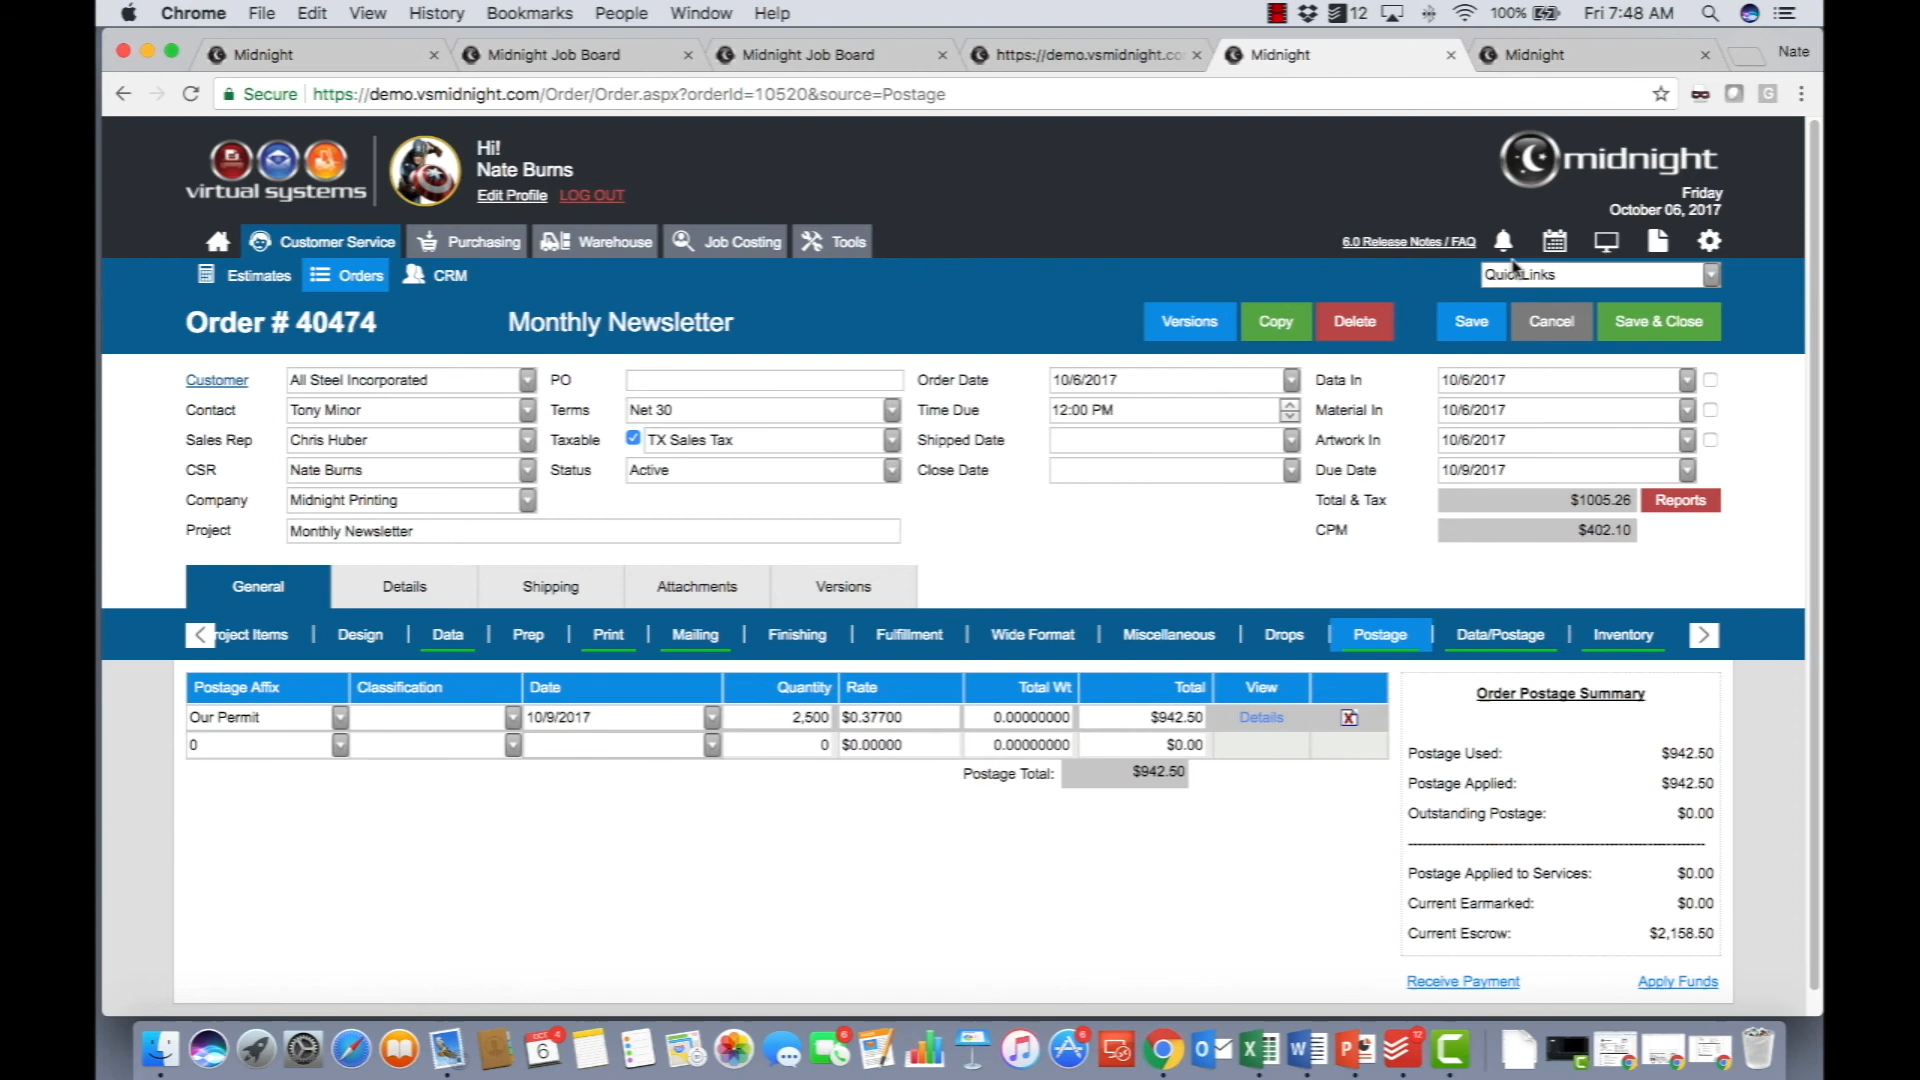 Chrome File Edit View History Bookmarks People Window Help 12 100% Fri 7:48 AM
Midnight Midnight Job Board Midnight Job Board https://demo.vsmidnight.co Midnight Midnight Nate
Secure https://demo.vsmidnight.com/Order/Order.aspx?orderId=10520&source=Postage
virtual systems
Hi!
Nate Burns
Edit Profile LOG OUT
midnight
Friday
October 06, 2017
Customer Service Purchasing Warehouse Job Costing Tools 6.0 Release Notes / FAQ
Estimates Orders CRM QuickLinks
Order # 40474 Monthly Newsletter Versions Copy Delete Save Cancel Save & Close
Customer All Steel Incorporated PO Order Date 10/6/2017 Data In 10/6/2017
Contact Tony Minor Terms Net 30 Time Due 12:00 PM Material In 10/6/2017
Sales Rep Chris Huber Taxable TX Sales Tax Shipped Date Artwork In 10/6/2017
CSR Nate Burns Status Active Close Date Due Date 10/9/2017
Company Midnight Printing Total & Tax $1005.26 Reports
Project Monthly Newsletter CPM $402.10
General Details Shipping Attachments Versions
roject Items | Design | Data | Prep | Print | Mailing | Finishing | Fulfillment | Wide Format | Miscellaneous | Drops | Postage | Data/Postage | Inventory
Postage Affix Classification Date Quantity Rate Total Wt Total View
Our Permit 10/9/2017 2,500 $0.37700 0.00000000 $942.50 Details
0 0 $0.00000 0.00000000 $0.00
Postage Total: $942.50
Order Postage Summary
Postage Used: $942.50
Postage Applied: $942.50
Outstanding Postage: $0.00
Postage Applied to Services: $0.00
Current Earmarked: $0.00
Current Escrow: $2,158.50
Receive Payment Apply Funds